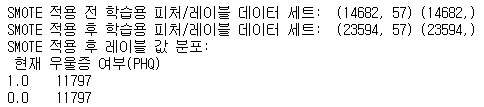 SMOTE 적용 전 학습용 피처/레이블 데이터 세트:  (14682, 57) (14682,)
SMOTE 적용 후 학습용 피처/레이블 데이터 세트:  (23594, 57) (23594,)
SMOTE 적용 후 레이블 값 분포:
현재 우울증 여부(PHQ)
1.0    11797
0.0    11797